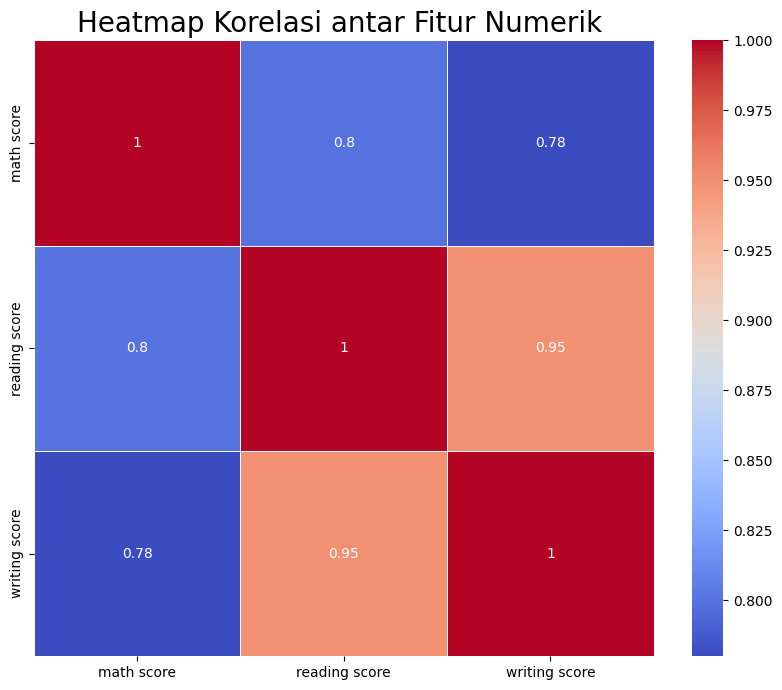 Heatmap Korelasi antar Fitur Numerik
math score
1
0.8
0.78
reading score
0.8
1
0.95
writing score
0.78
0.95
1
math score
reading score
writing score
1.000
0.975
0.950
0.925
0.900
0.875
0.850
0.825
0.800